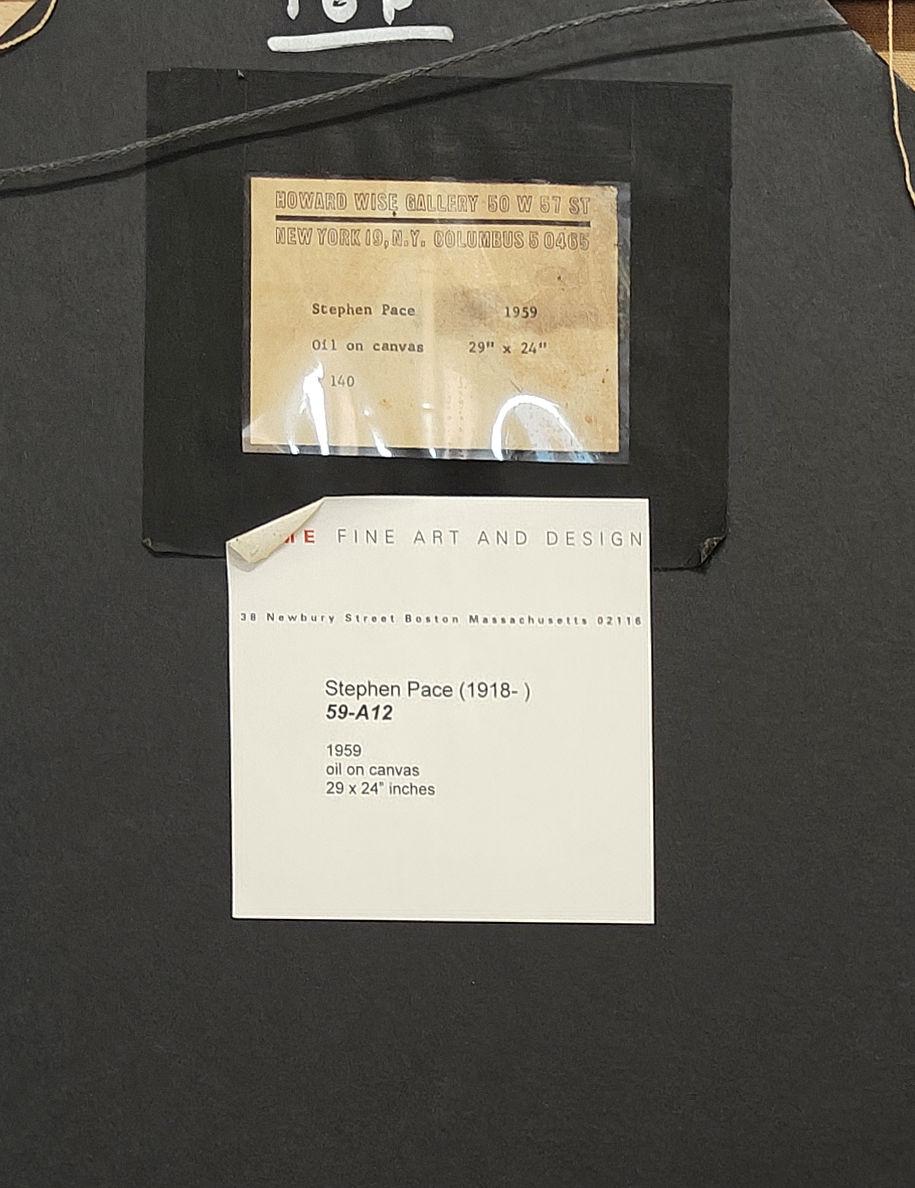 TOP
HOWARD WISE GALLERY 50 W 57 ST
NEW YORK 19, N.Y. COLUMBUS 5 0465
Stephen Pace 1959
Oil on canvas 29" x 24"
140
FINE ART AND DESIGN
38 Newbury Street Boston Massachusetts 02116
Stephen Pace (1918- )
59-A12
1959
oil on canvas
29 x 24" inches